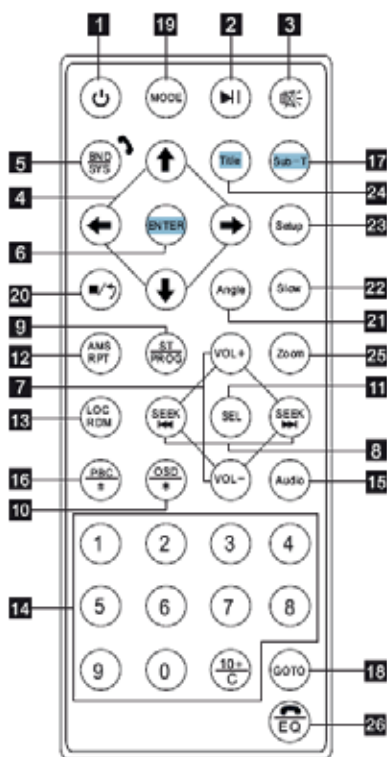 1 19 2 3
MODE
5 BND SYS Title Sub-T 17
4 24
ENTER Setup 23
6
20 Angle Slow 22
9 21
12 AMS RPT ST PROG VOL+ Zoom 25
7 11
13 LOC RDM SEEK SEL SEEK
8
16 PBC * OSD * VOL- Audio 15
10
1 2 3 4
14 5 6 7 8
9 0 10+ C GOTO 18
EQ 26